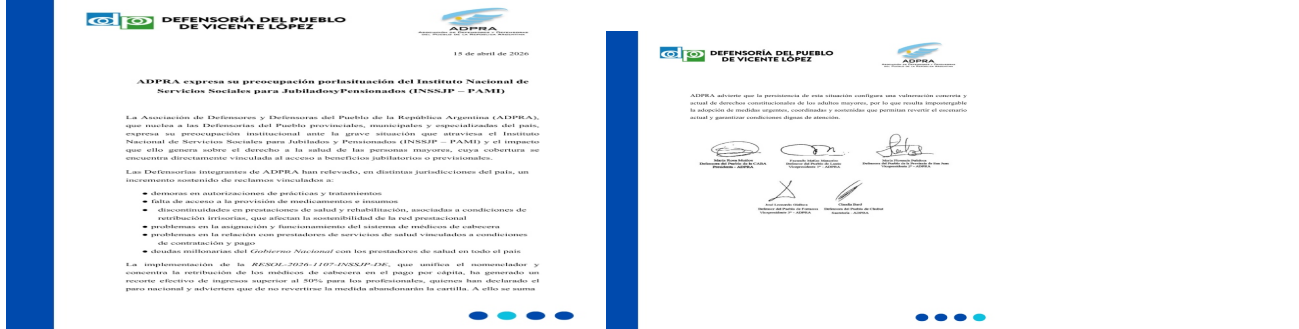 DEFENSORÍA DEL PUEBLO
DE VICENTE LÓPEZ
ADPRA
15 de abril de 2026
ADPRA expresa su preocupación porlasituación del Instituto Nacional de
Servicios Sociales para JubiladosyPensionados (INSSJP – PAMI)
La Asociación de Defensores y Defensoras del Pueblo de la República Argentina (ADPRA),
que nuclea a las Defensorías del Pueblo provinciales, municipales y especializadas del país,
expresa su preocupación institucional ante la grave situación que atraviesa el Instituto
Nacional de Servicios Sociales para Jubilados y Pensionados (INSSJP – PAMI) y el impacto
que ello genera sobre el derecho a la salud de las personas mayores, cuya cobertura se
encuentra directamente vinculada al acceso a beneficios jubilatorios o previsionales.
Las Defensorías integrantes de ADPRA han relevado, en distintas jurisdicciones del país, un
incremento sostenido de reclamos vinculados a:
● demoras en autorizaciones de prácticas y tratamientos
● falta de acceso a la provisión de medicamentos e insumos
● discontinuidades en prestaciones de salud y rehabilitación, asociadas a condiciones de
retribución irrisorias, que afectan la sostenibilidad de la red prestacional
● problemas en la asignación y funcionamiento del sistema de médicos de cabecera
● problemas en la relación con prestadores de servicios de salud vinculados a condiciones
de contratación y pago
● deudas millonarias del Gobierno Nacional con los prestadores de salud en todo el país
La implementación de la RESOL-2026-1107-INSSJP-DE, que unifica el nomenclador y
concentra la retribución de los médicos de cabecera en el pago por cápita, ha generado un
recorte efectivo de ingresos superior al 50% para los profesionales, quienes han declarado el
paro nacional y advierten que de no revertirse la medida abandonarán la cartilla. A ello se suma
DEFENSORÍA DEL PUEBLO
DE VICENTE LÓPEZ
ADPRA
ADPRA advierte que la persistencia de esta situación configura una vulneración concreta y
actual de derechos constitucionales de los adultos mayores, por lo que resulta impostergable
la adopción de medidas urgentes, coordinadas y sostenidas que permitan revertir el escenario
actual y garantizar condiciones dignas de atención.
Presidenta - ADPRA
Vicepresidente 1° - ADPRA